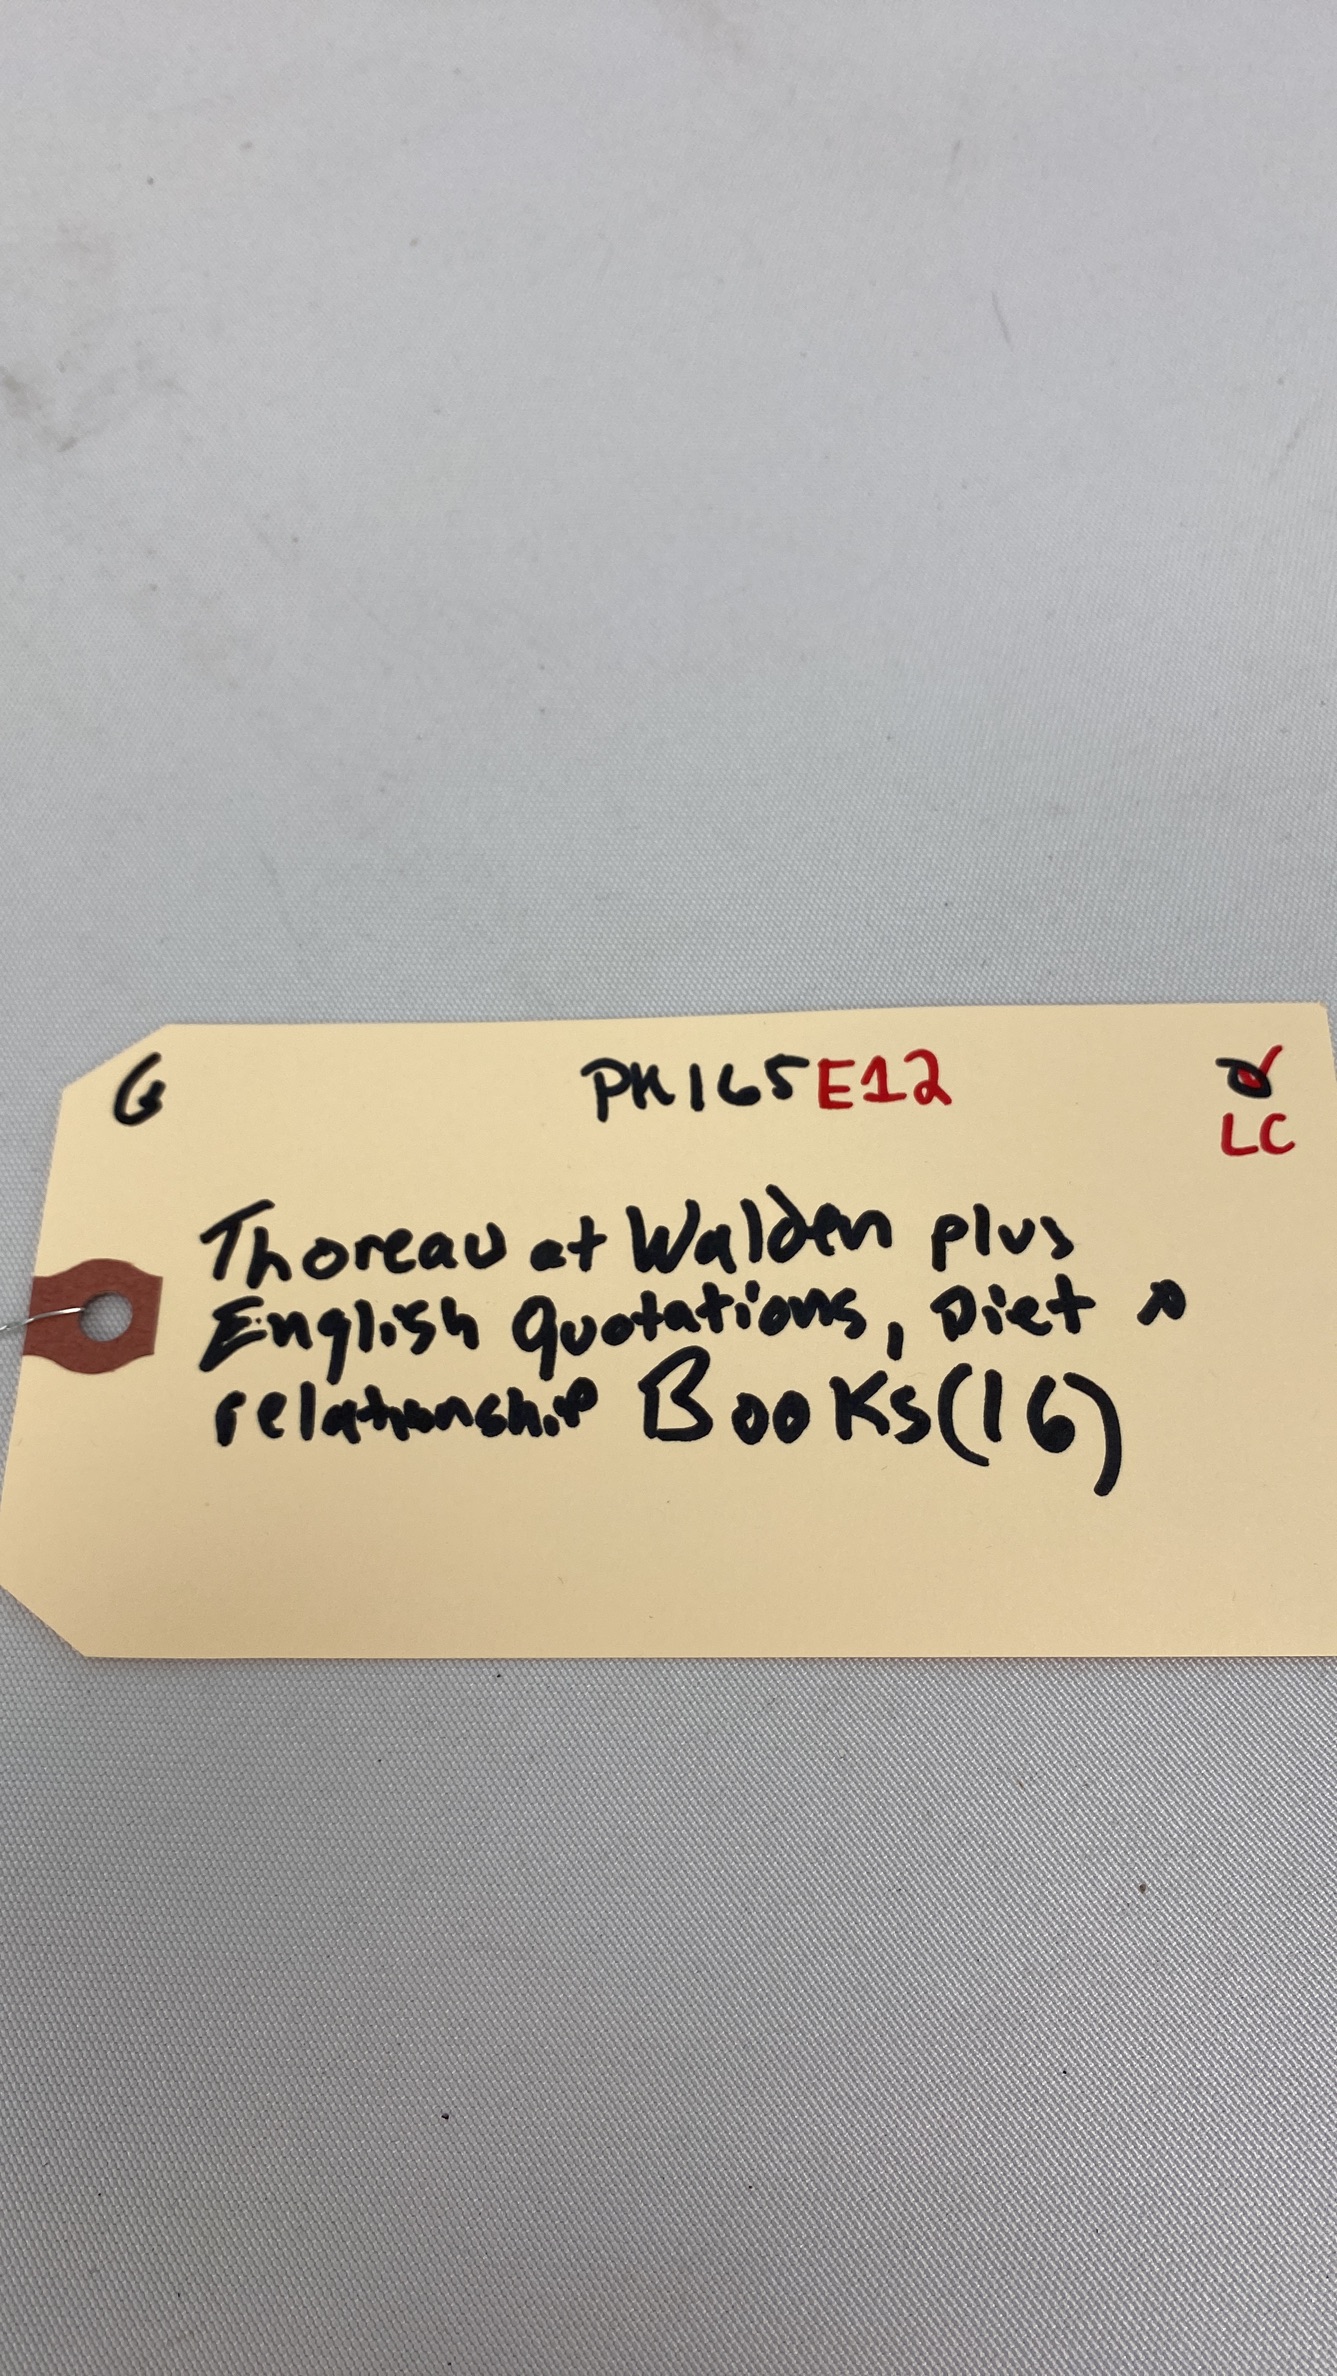 G PK165E12
LC
Thoreau at Walden plus
English Quotations, Diet
relationship Books(16)